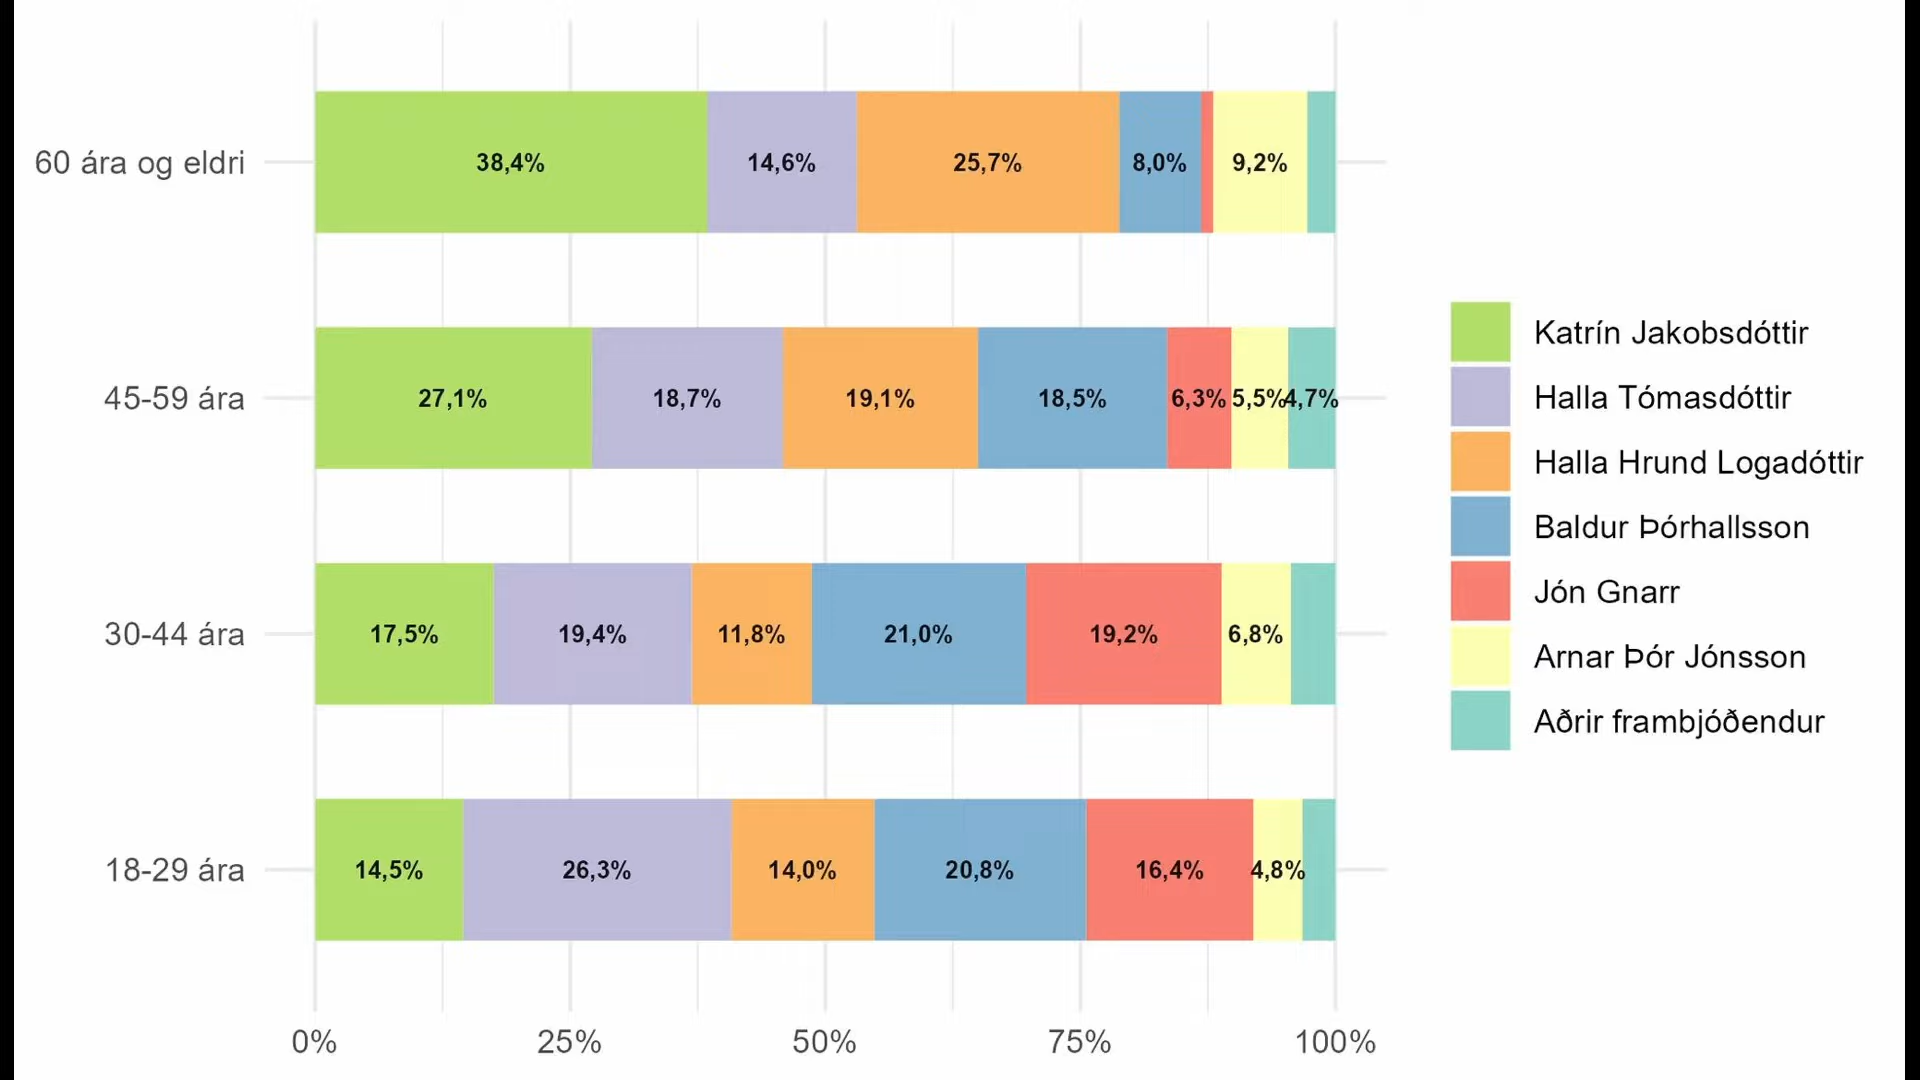 60 ára og eldri
38,4% 14,6% 25,7% 8,0% 9,2%
45-59 ára
27,1% 18,7% 19,1% 18,5% 6,3% 5,5% 4,7%
30-44 ára
17,5% 19,4% 11,8% 21,0% 19,2% 6,8%
18-29 ára
14,5% 26,3% 14,0% 20,8% 16,4% 4,8%
0% 25% 50% 75% 100%
Katrín Jakobsdóttir
Halla Tómasdóttir
Halla Hrund Logadóttir
Baldur Þórhallsson
Jón Gnarr
Arnar Þór Jónsson
Aðrir frambjóðendur